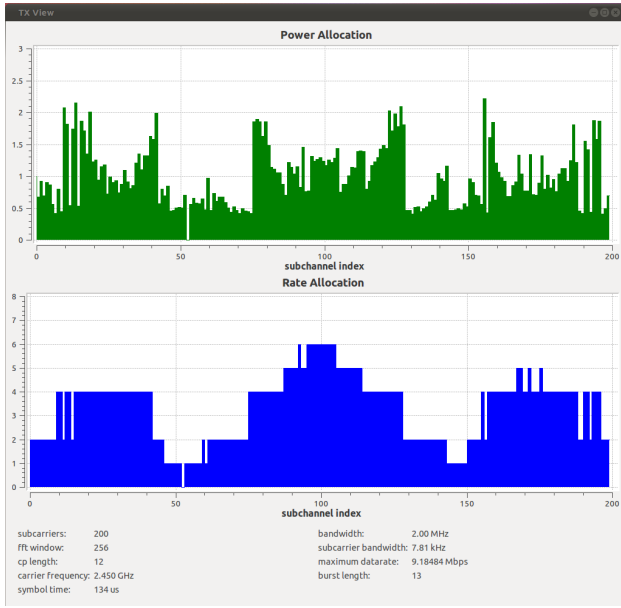 TX View
Power Allocation
3
2.5
2
1.5
1
0.5
0
0 50 100 150 200
subchannel index
Rate Allocation
8
7
6
5
4
3
2
1
0
0 50 100 150 200
subchannel index
subcarriers: 200 bandwidth: 2.00 MHz
fft window: 256 subcarrier bandwidth: 7.81 kHz
cp length: 12 maximum datarate: 9.18484 Mbps
carrier frequency: 2.450 GHz burst length: 13
symbol time: 134 us